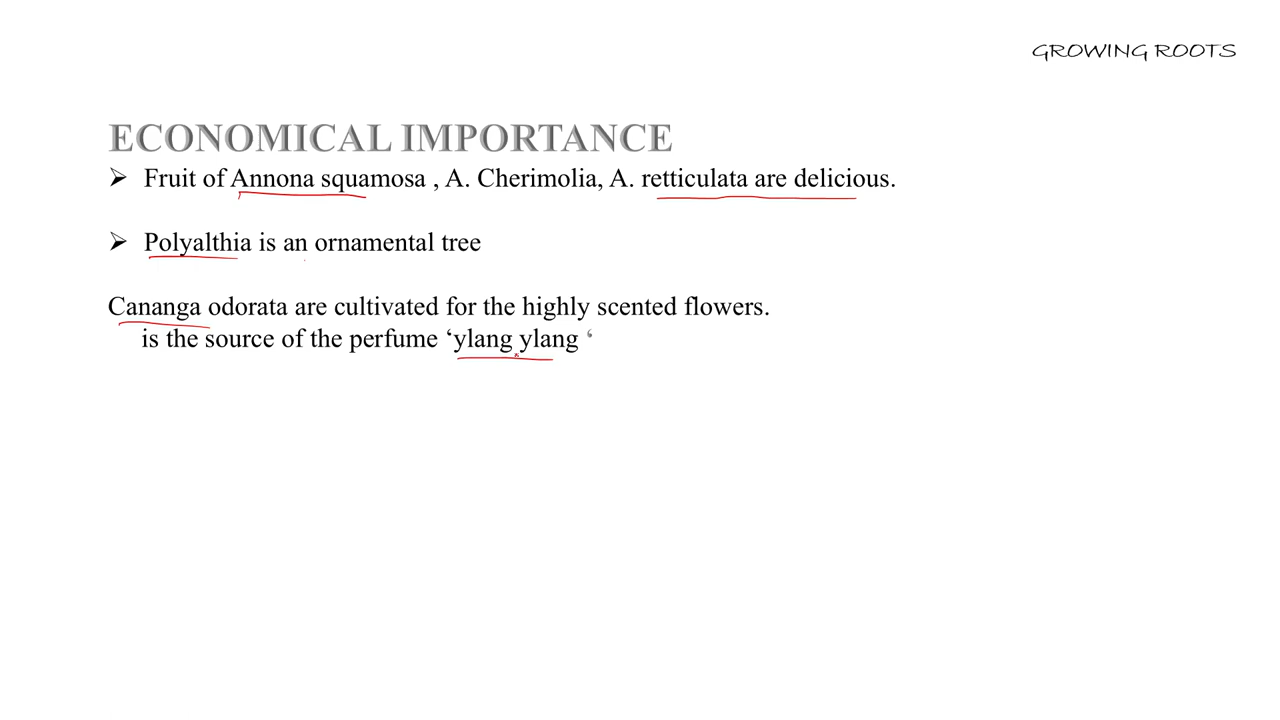 GROWING ROOTS
ECONOMICAL IMPORTANCE
➢ Fruit of Annona squamosa , A. Cherimolia, A. retticulata are delicious.
➢ Polyalthia is an ornamental tree
Cananga odorata are cultivated for the highly scented flowers.
is the source of the perfume ‘ylang ylang ‘